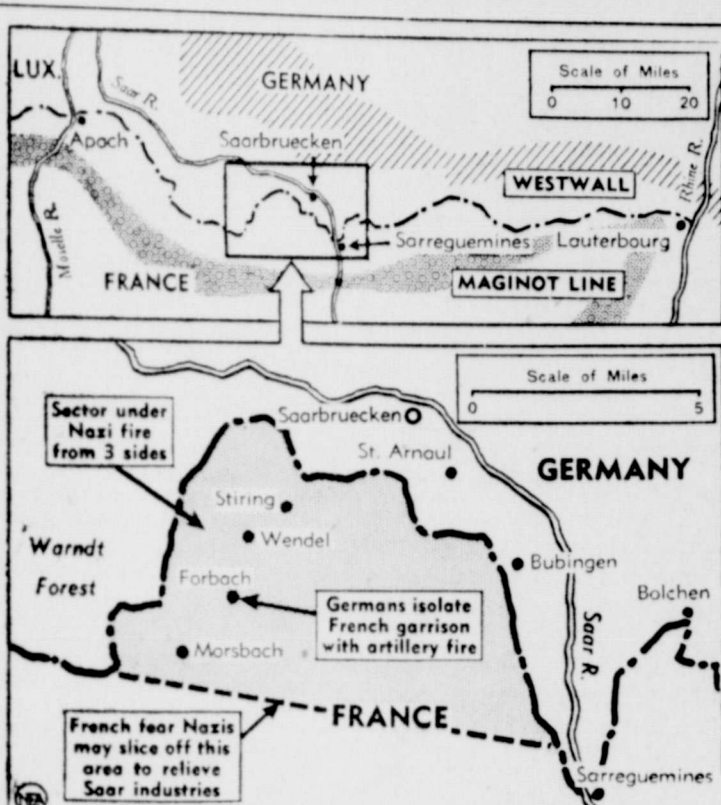 LUX.
Saar R.
GERMANY
Scale of Miles
0 10 20
Apach
Saarbruecken
Rhine R.
WESTWALL
Moselle R.
Sarreguemines
Lauterbourg
FRANCE
MAGINOT LINE
Scale of Miles
0 5
Sector under
Nazi fire
from 3 sides
Saarbruecken
St. Arnaul
GERMANY
Stiring
Wendel
Warndt
Forest
Bubingen
Forbach
Bolchen
Germans isolate
French garrison
with artillery fire
Saar R.
Morsbach
FRANCE
French fear Nazis
may slice off this
area to relieve
Saar industries
Sarreguemines
NEA